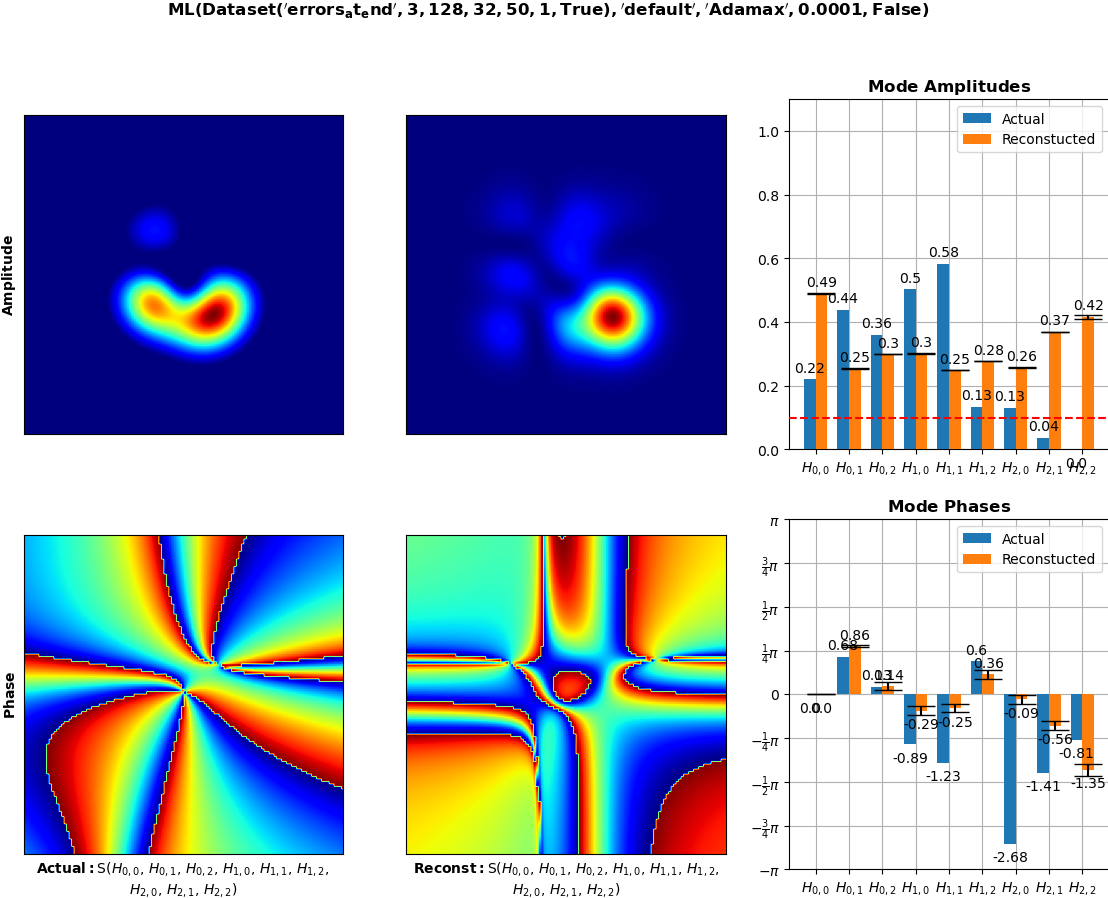 ML(Dataset('errors_at_end', 3, 128, 32, 50, 1, True), 'default', 'Adamax', 0.0001, False)
Amplitude
Mode Amplitudes
Actual
Reconstucted
1.0
0.8
0.6
0.4
0.2
0.0
0.22
0.49
0.44
0.25
0.36
0.3
0.5
0.3
0.58
0.25
0.13
0.28
0.13
0.26
0.04
0.37
0.0
0.42
H0,0 H0,1 H0,2 H1,0 H1,1 H1,2 H2,0 H2,1 H2,2
Phase
Mode Phases
Actual
Reconstucted
π
3/4π
1/2π
1/4π
0
−1/4π
−1/2π
−3/4π
−π
0.0
0.0
0.68
0.86
0.13
0.14
-0.89
-0.29
-1.23
-0.25
0.6
0.36
-2.68
-0.09
-1.41
-0.56
-0.81
-1.35
H0,0 H0,1 H0,2 H1,0 H1,1 H1,2 H2,0 H2,1 H2,2
Actual: S(H0,0, H0,1, H0,2, H1,0, H1,1, H1,2,
H2,0, H2,1, H2,2)
Reconst: S(H0,0, H0,1, H0,2, H1,0, H1,1, H1,2,
H2,0, H2,1, H2,2)